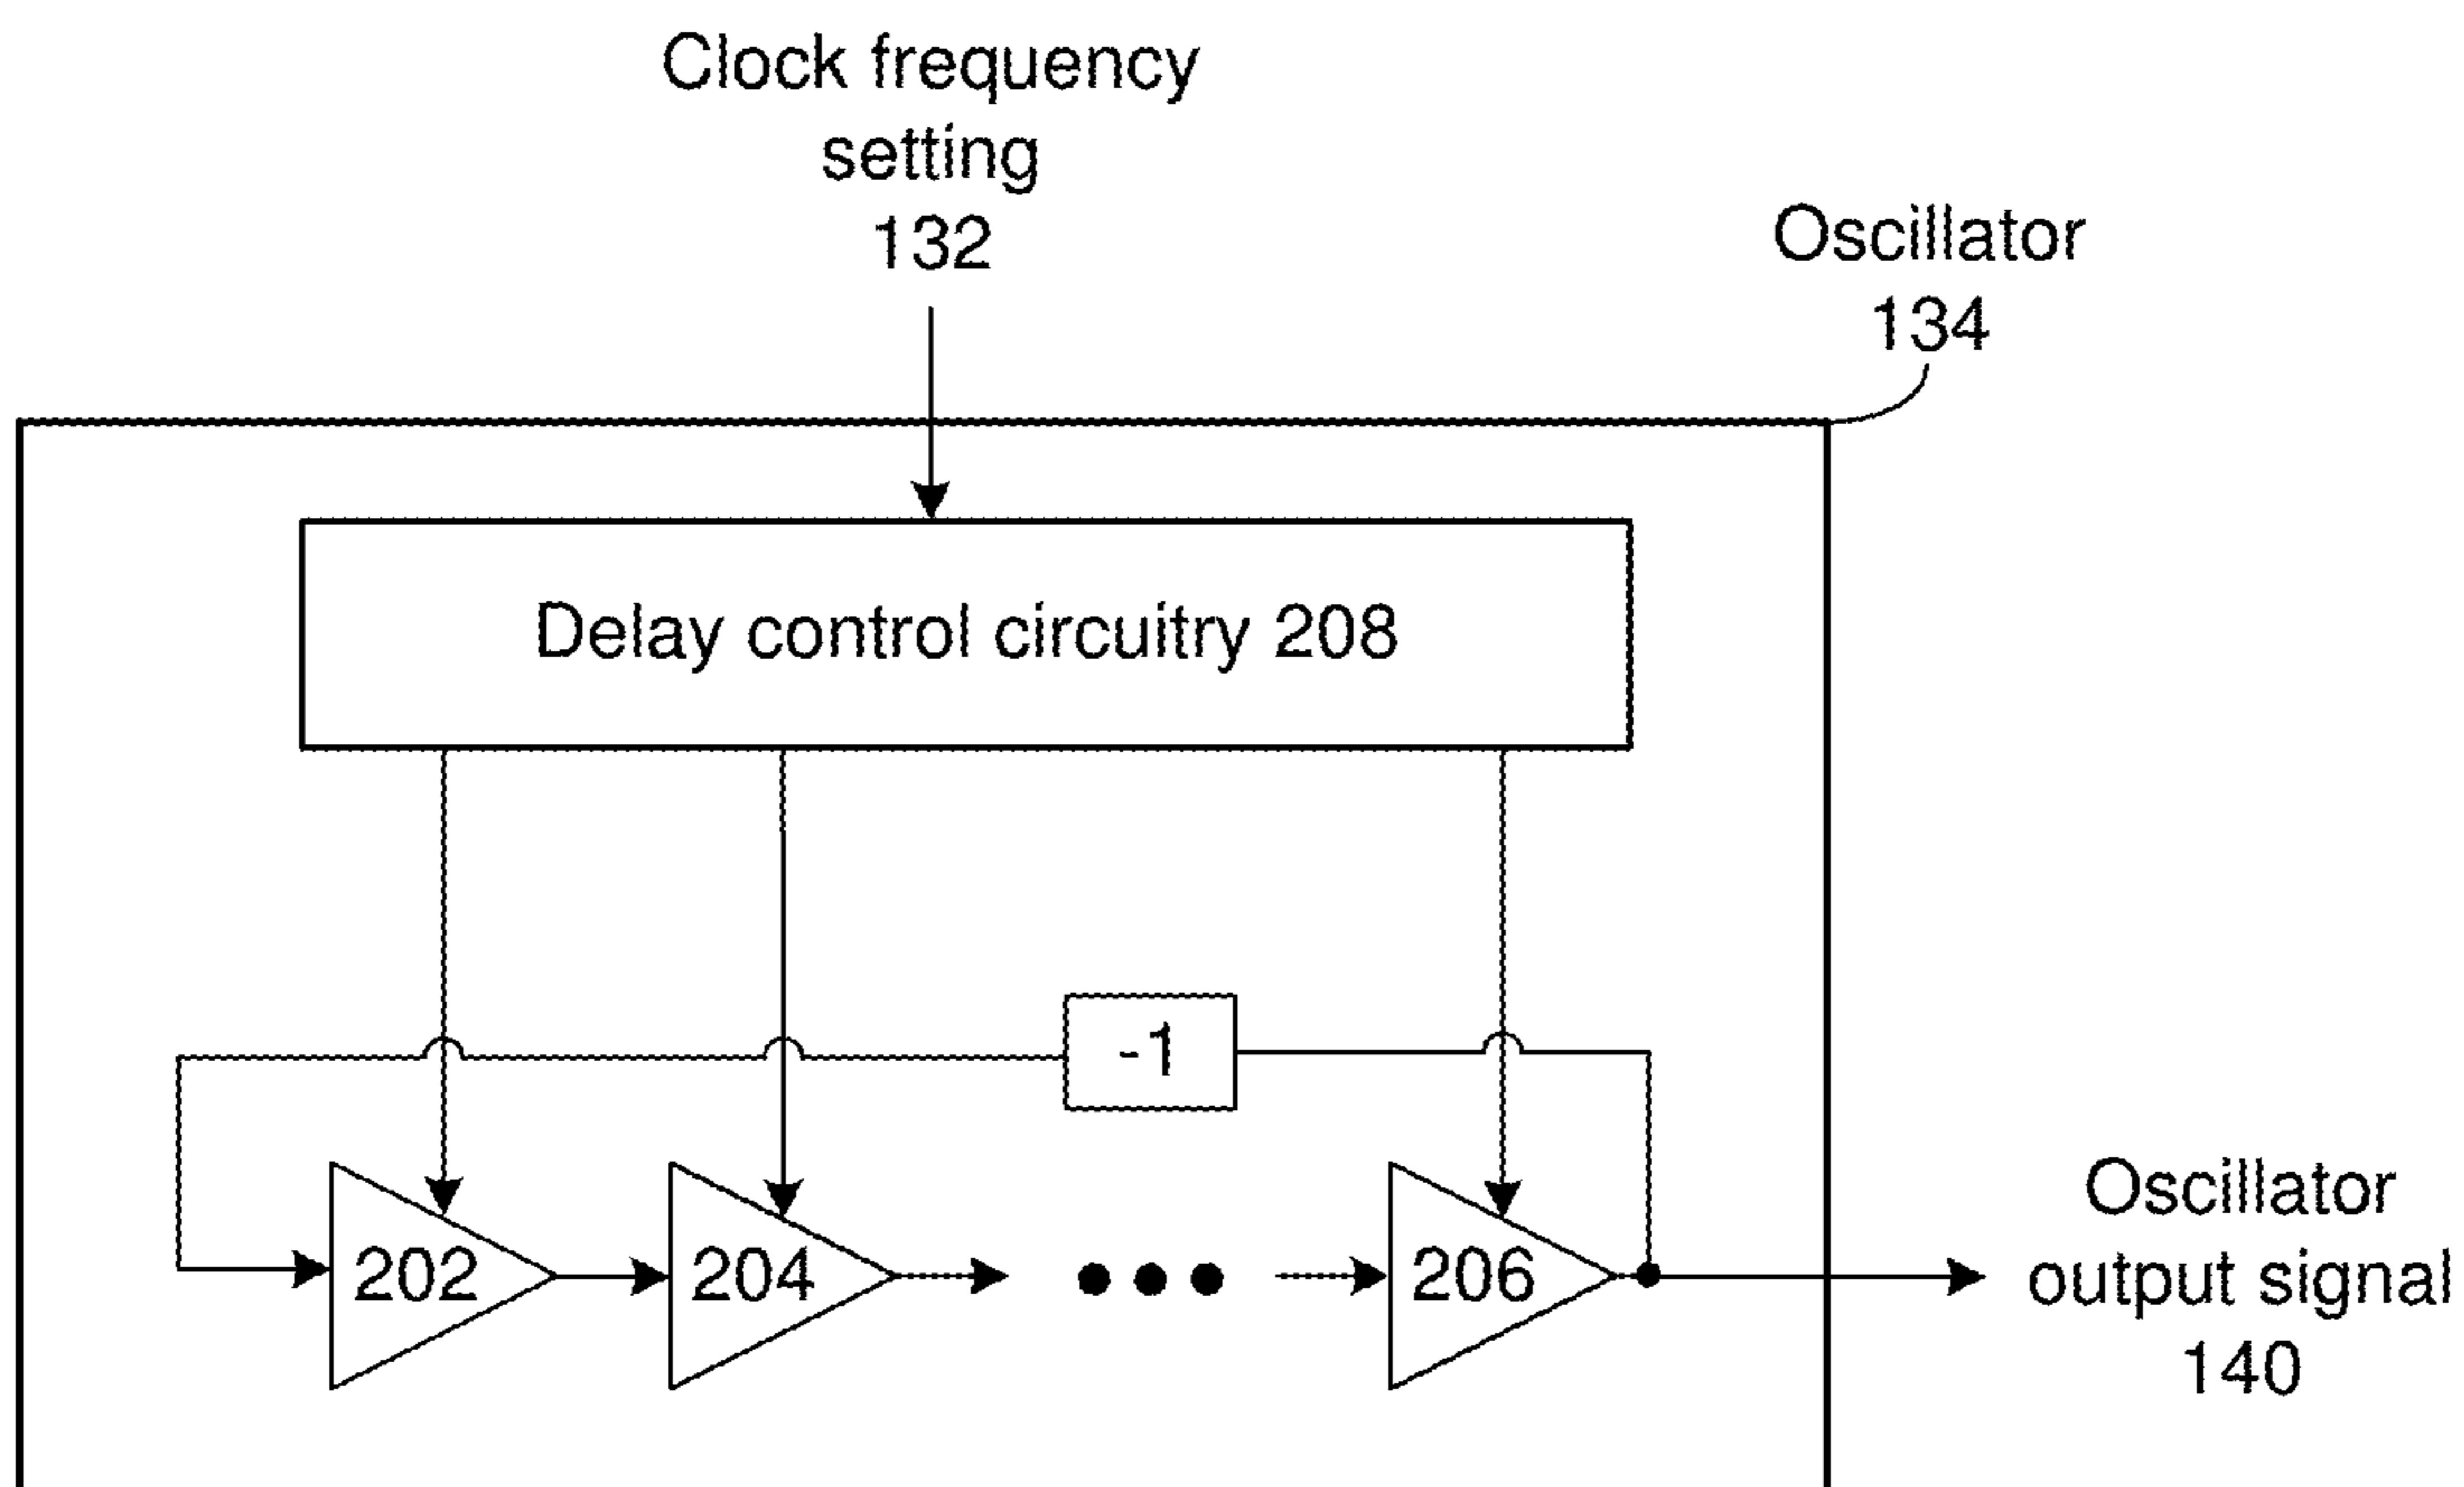 Clock frequency
setting
132
Oscillator
134
Delay control circuitry 208
-1
202
204
206
Oscillator
output signal
140